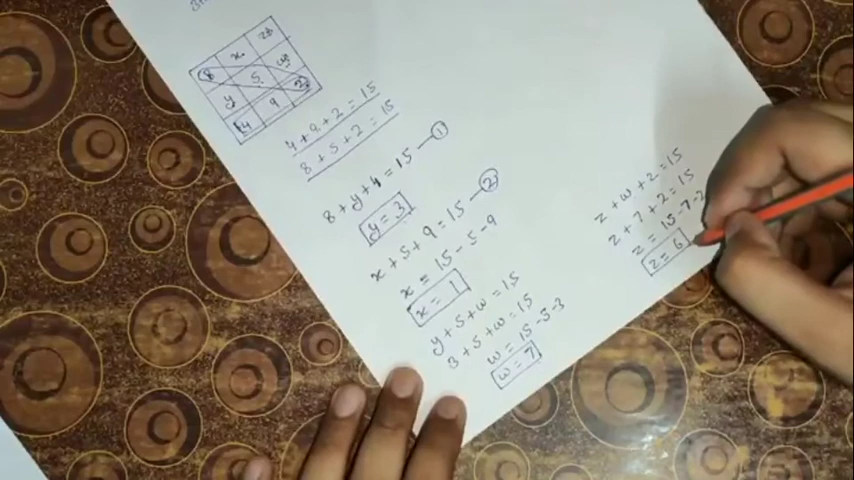 8 x z
y 5 w
4 9 2
4 + 9 + 2 = 15
8 + 5 + 2 = 15
8 + y + 4 = 15 — 1
y = 3
x + 5 + 9 = 15 — 2
x = 15 - 5 - 9
x = 1
y + 5 + w = 15
3 + 5 + w = 15
w = 15 - 5 - 3
w = 7
z + w + 2 = 15
z + 7 + 2 = 15
z = 15 - 7 - 2
z = 6